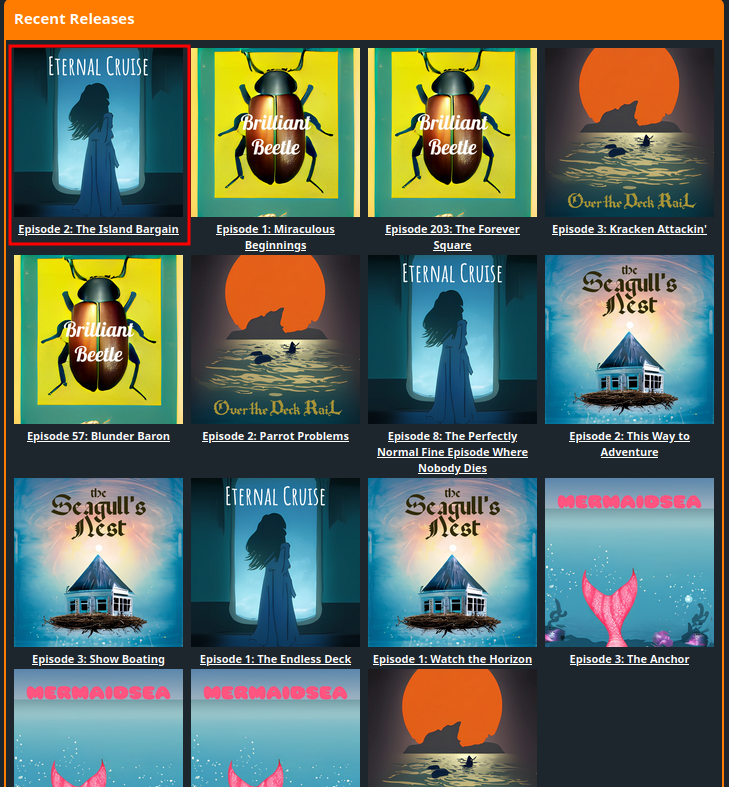 Recent Releases
ETERNAL CRUISE
Brilliant
Beetle
Brilliant
Beetle
Over the Deck Rail
Episode 2: The Island Bargain
Episode 1: Miraculous
Beginnings
Episode 203: The Forever
Square
Episode 3: Kracken Attackin'
Brilliant
Beetle
Over the Deck Rail
ETERNAL CRUISE
the
Seagull's
Nest
Episode 57: Blunder Baron
Episode 2: Parrot Problems
Episode 8: The Perfectly
Normal Fine Episode Where
Nobody Dies
Episode 2: This Way to
Adventure
the
Seagull's
Nest
ETERNAL CRUISE
the
Seagull's
Nest
MERMAIDSEA
Episode 3: Show Boating
Episode 1: The Endless Deck
Episode 1: Watch the Horizon
Episode 3: The Anchor
MERMAIDSEA
MERMAIDSEA